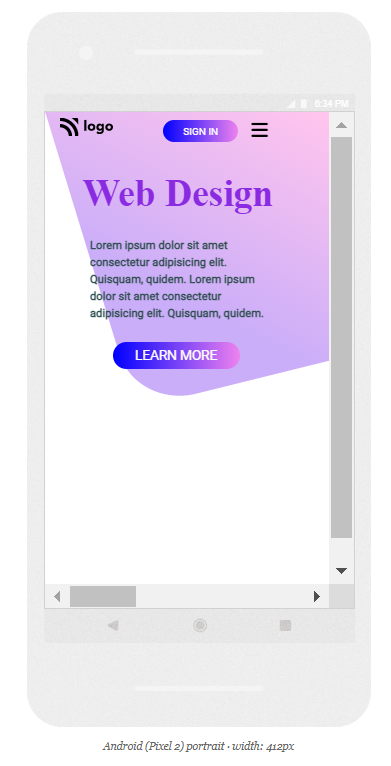 6:34 PM
logo
SIGN IN
Web Design
Lorem ipsum dolor sit amet
consectetur adipisicing elit.
Quisquam, quidem. Lorem ipsum
dolor sit amet consectetur
adipisicing elit. Quisquam, quidem.
LEARN MORE
Android (Pixel 2) portrait · width: 412px